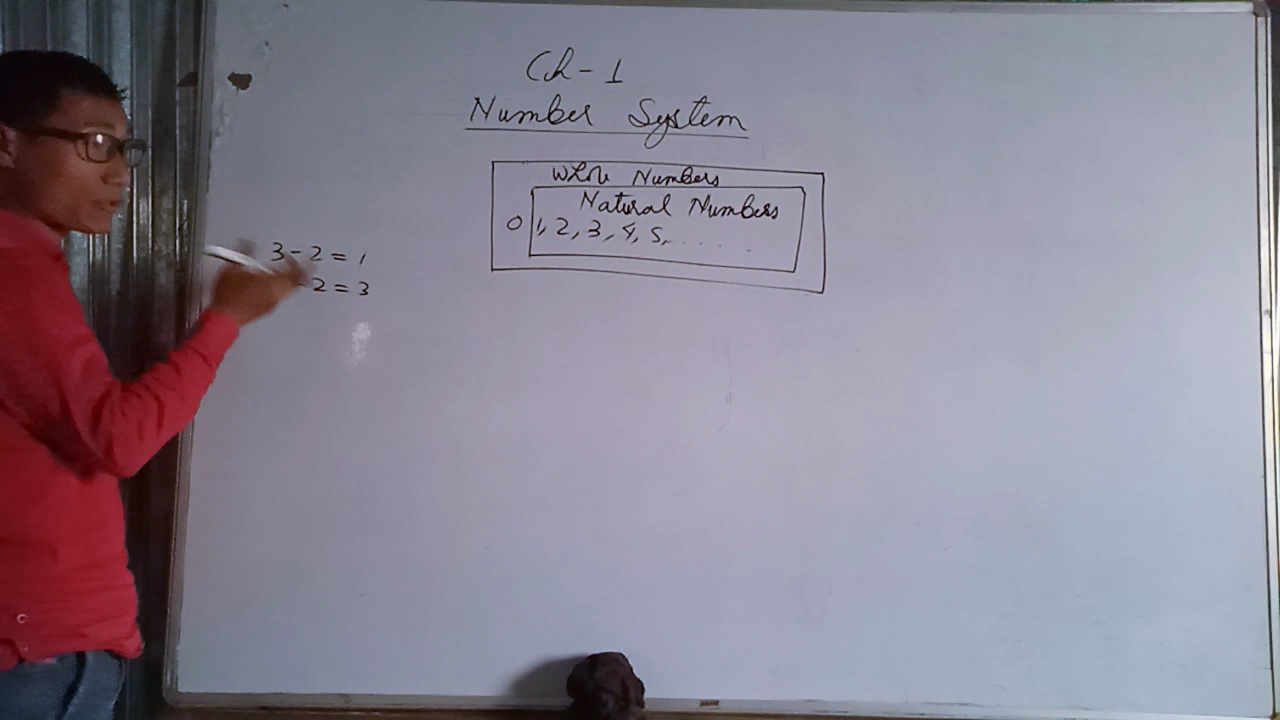 Ch-1
Number System
Whole Numbers
Natural Numbers
0 1, 2, 3, 4, 5, . . . . .
3-2=1
2=3